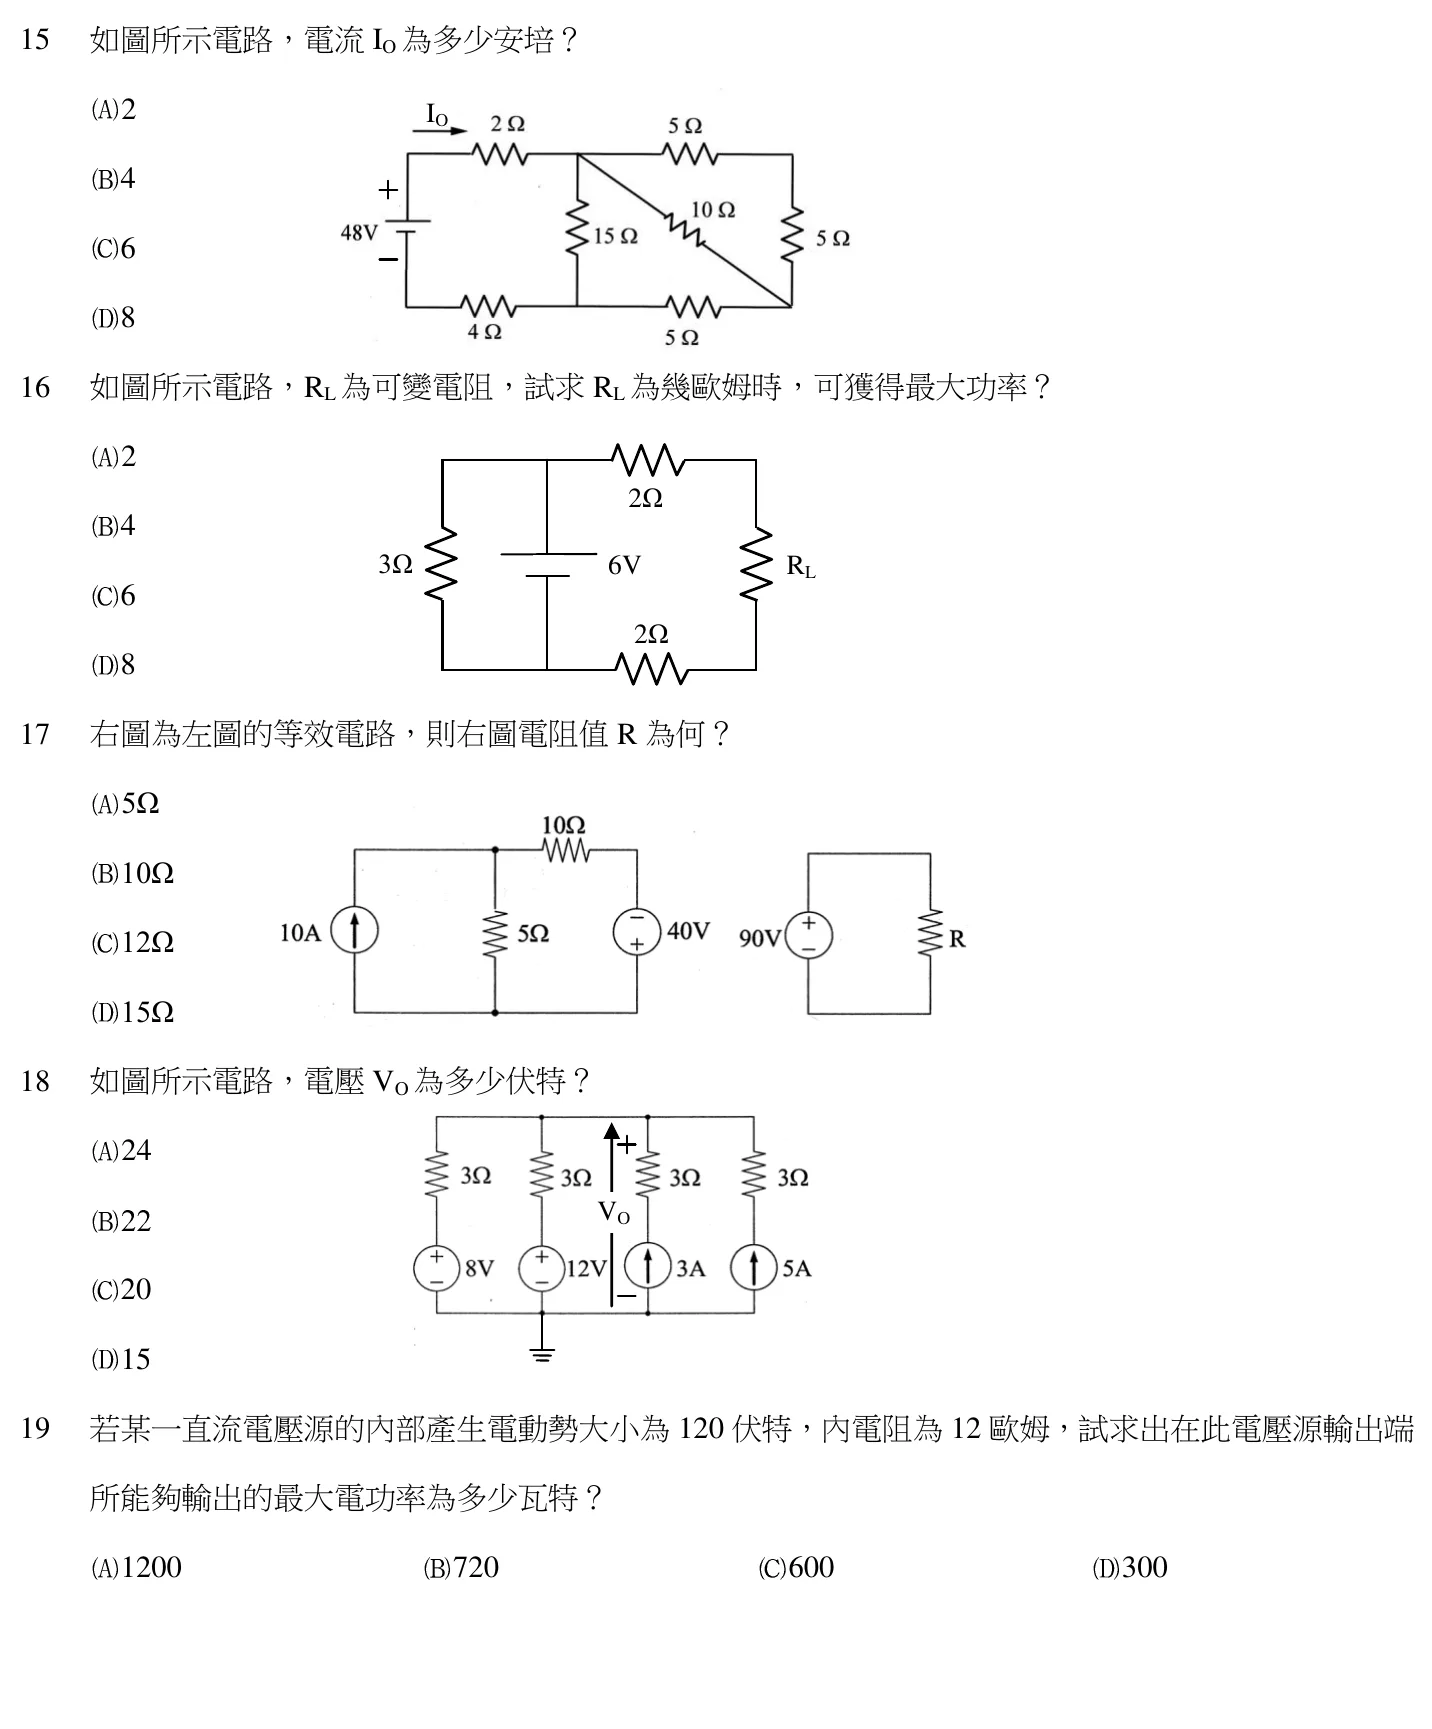 15 如圖所示電路，電流 IO 為多少安培？
(A)2
(B)4
(C)6
(D)8
IO
2 Ω
5 Ω
+
48V
−
15 Ω
10 Ω
5 Ω
4 Ω
5 Ω
16 如圖所示電路，RL 為可變電阻，試求 RL 為幾歐姆時，可獲得最大功率？
(A)2
(B)4
(C)6
(D)8
2Ω
3Ω
6V
RL
2Ω
17 右圖為左圖的等效電路，則右圖電阻值 R 為何？
(A)5Ω
(B)10Ω
(C)12Ω
(D)15Ω
10Ω
10A
5Ω
−
+
40V
90V
+
−
R
18 如圖所示電路，電壓 VO 為多少伏特？
(A)24
(B)22
(C)20
(D)15
+
3Ω
3Ω
3Ω
3Ω
VO
+
−
8V
+
−
12V
3A
5A
−
19 若某一直流電壓源的內部產生電動勢大小為 120 伏特，內電阻為 12 歐姆，試求出在此電壓源輸出端
所能夠輸出的最大電功率為多少瓦特？
(A)1200 (B)720 (C)600 (D)300